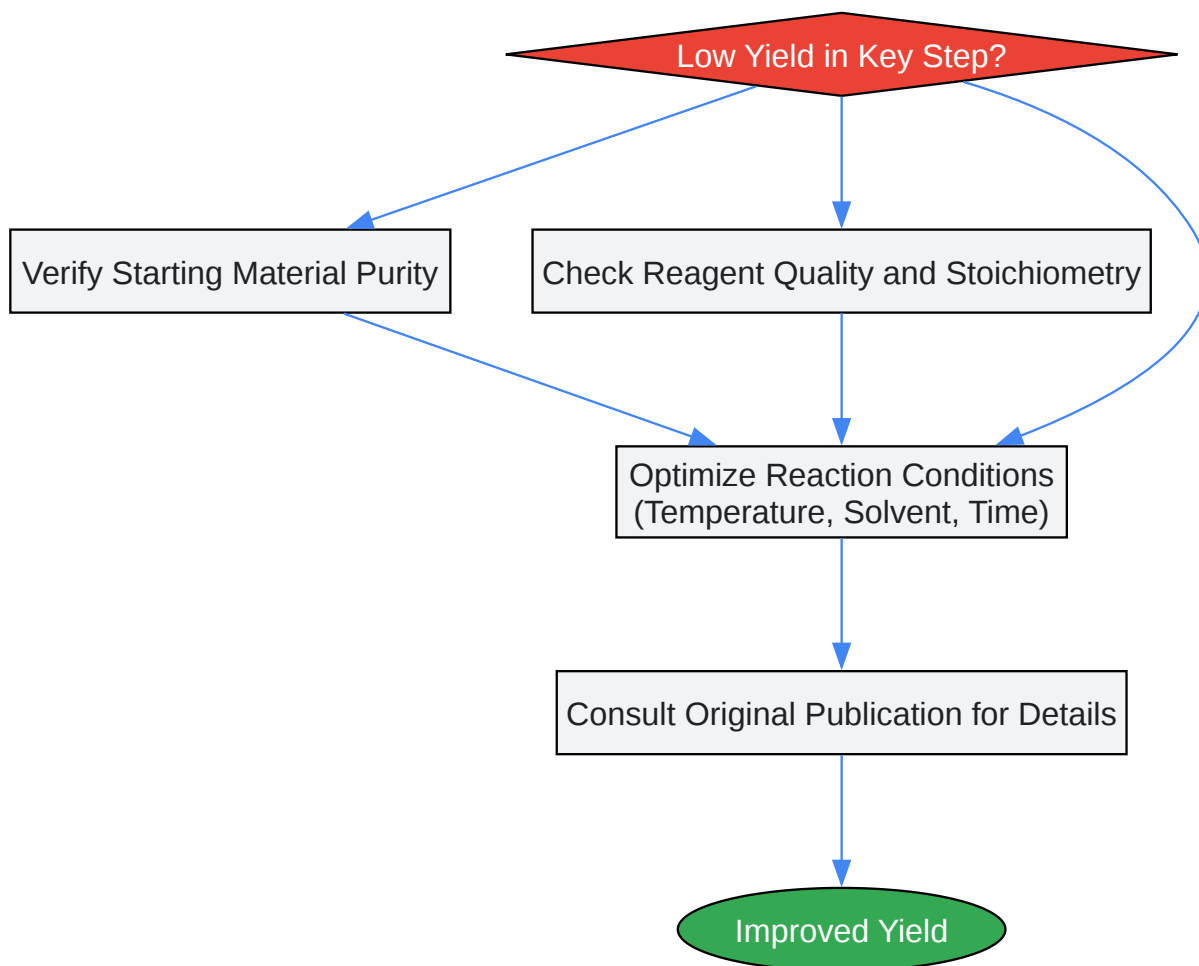 Low Yield in Key Step?
Verify Starting Material Purity
Check Reagent Quality and Stoichiometry
Optimize Reaction Conditions
(Temperature, Solvent, Time)
Consult Original Publication for Details
Improved Yield